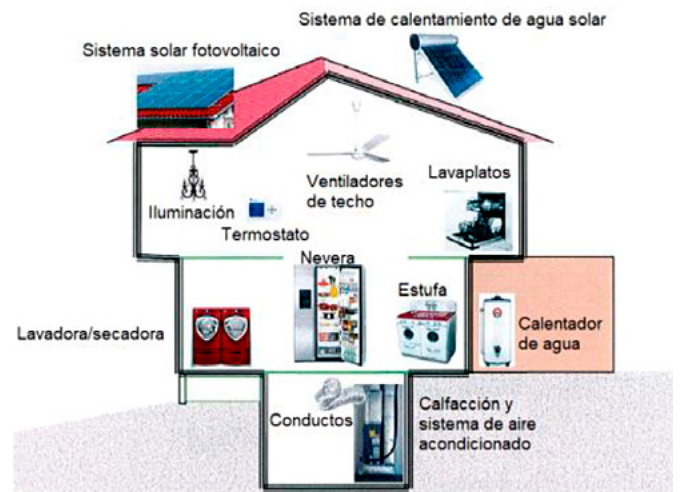 Sistema de calentamiento de agua solar
Sistema solar fotovoltaico
Lavaplatos
Ventiladores
de techo
Iluminación
Termostato
Nevera
Estufa
Lavadora/secadora
Calentador
de agua
Conductos
Calfacción y
sistema de aire
acondicionado